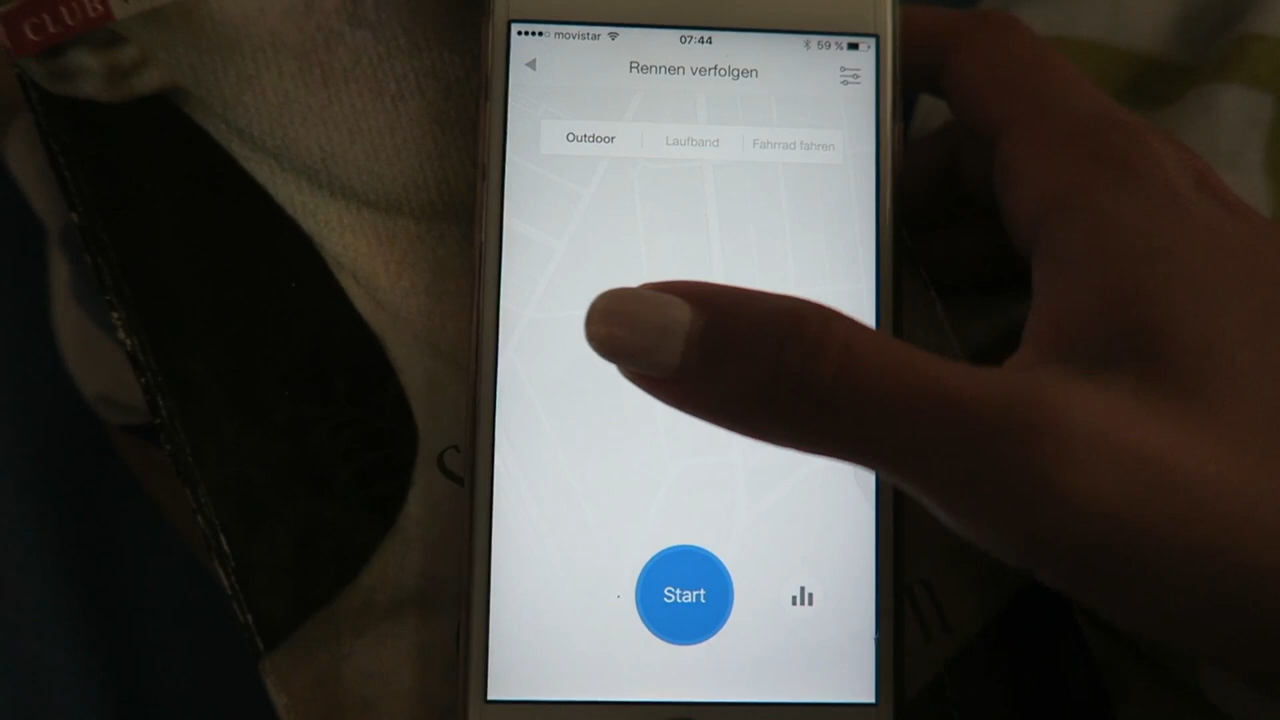 CLUB
movistar 07:44 59 %
Rennen verfolgen
Outdoor Laufband Fahrrad fahren
Start